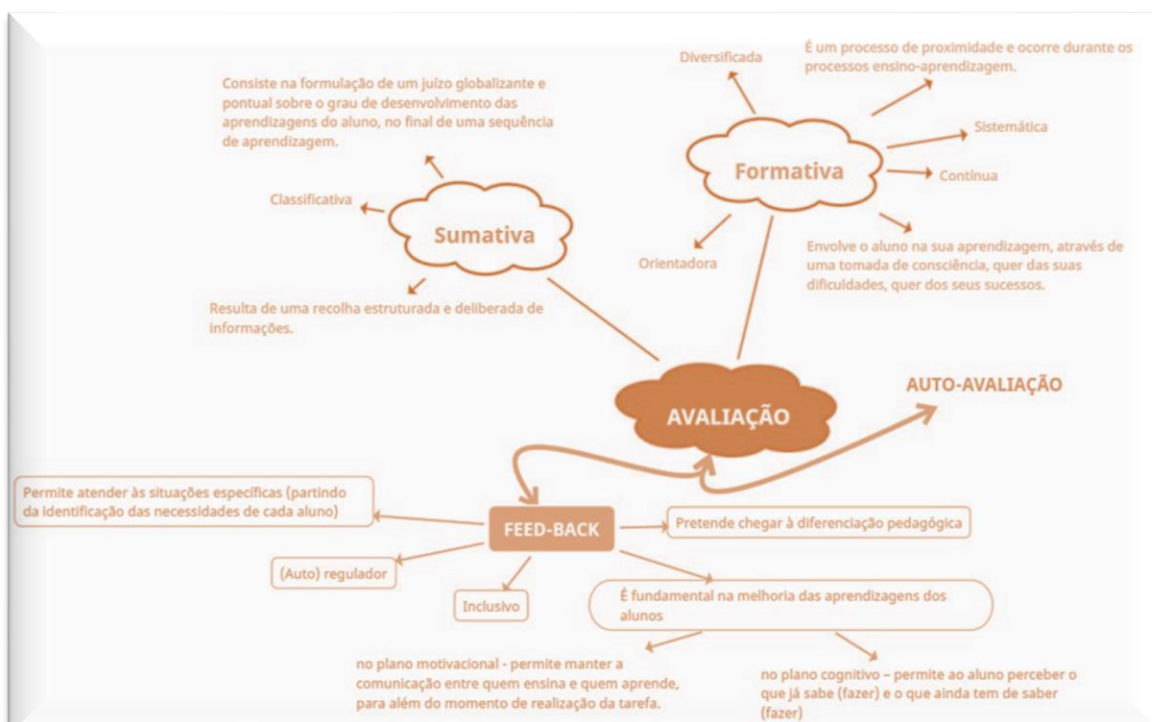 Diversificada
É um processo de proximidade e ocorre durante os
processos ensino-aprendizagem.
Consiste na formulação de um juízo globalizante e
pontual sobre o grau de desenvolvimento das
aprendizagens do aluno, no final de uma sequência
de aprendizagem.
Sistemática
Formativa
Contínua
Classificativa
Sumativa
Orientadora
Envolve o aluno na sua aprendizagem, através de
uma tomada de consciência, quer das suas
dificuldades, quer dos seus sucessos.
Resulta de uma recolha estruturada e deliberada de
informações.
AUTO-AVALIAÇÃO
AVALIAÇÃO
Permite atender às situações específicas (partindo
da identificação das necessidades de cada aluno)
FEED-BACK
Pretende chegar à diferenciação pedagógica
(Auto) regulador
Inclusivo
É fundamental na melhoria das aprendizagens dos
alunos
no plano motivacional - permite manter a
comunicação entre quem ensina e quem aprende,
para além do momento de realização da tarefa.
no plano cognitivo – permite ao aluno perceber o
que já sabe (fazer) e o que ainda tem de saber
(fazer)